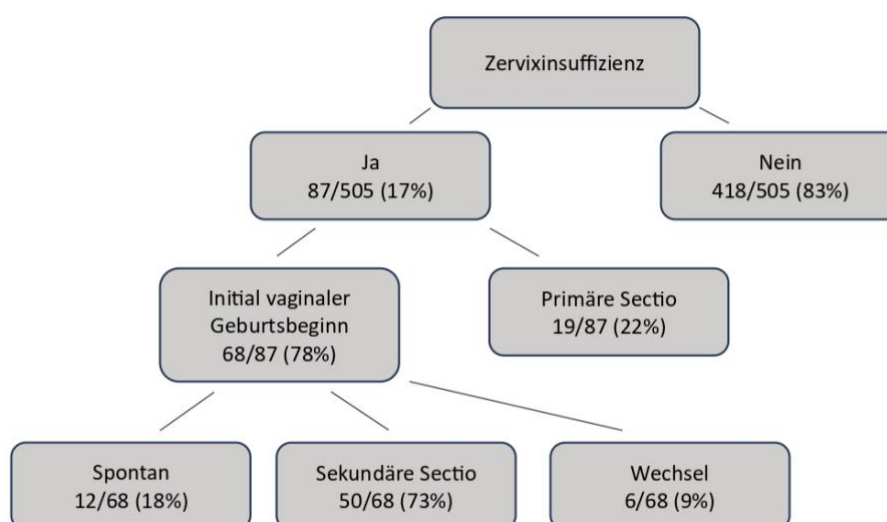 Zervixinsuffizienz
Ja
87/505 (17%)
Nein
418/505 (83%)
Initial vaginaler
Geburtsbeginn
68/87 (78%)
Primäre Sectio
19/87 (22%)
Spontan
12/68 (18%)
Sekundäre Sectio
50/68 (73%)
Wechsel
6/68 (9%)